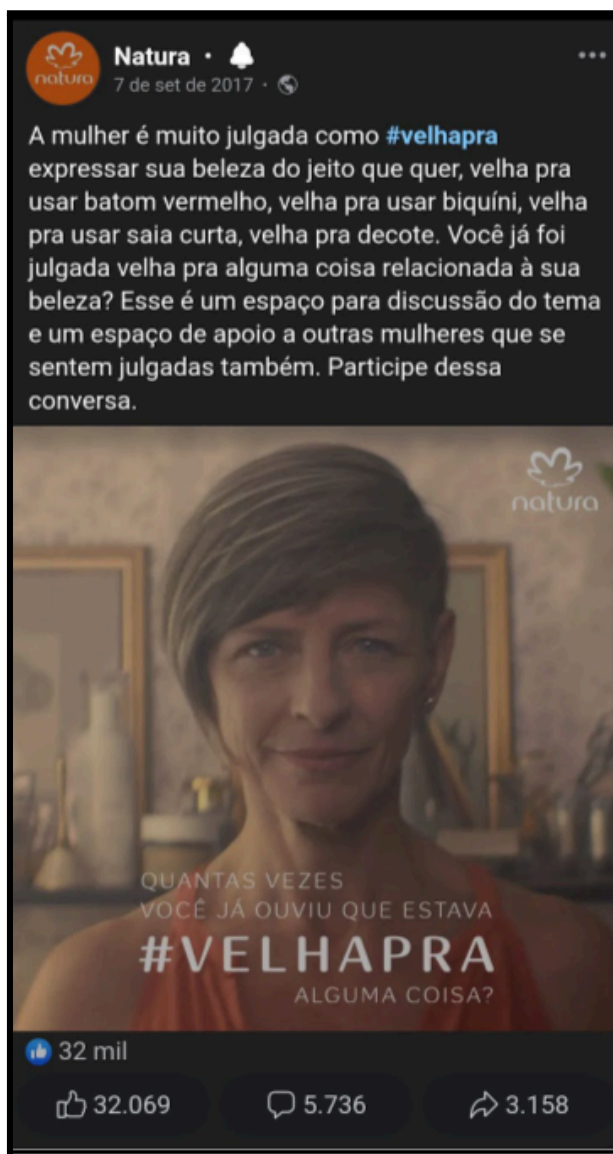 Natura ·
natura
7 de set de 2017 ·
A mulher é muito julgada como #velhapra
expressar sua beleza do jeito que quer, velha pra
usar batom vermelho, velha pra usar biquíni, velha
pra usar saia curta, velha pra decote. Você já foi
julgada velha pra alguma coisa relacionada à sua
beleza? Esse é um espaço para discussão do tema
e um espaço de apoio a outras mulheres que se
sentem julgadas também. Participe dessa
conversa.
natura
QUANTAS VEZES
VOCÊ JÁ OUVIU QUE ESTAVA
#VELHAPRA
ALGUMA COISA?
32 mil
32.069
5.736
3.158